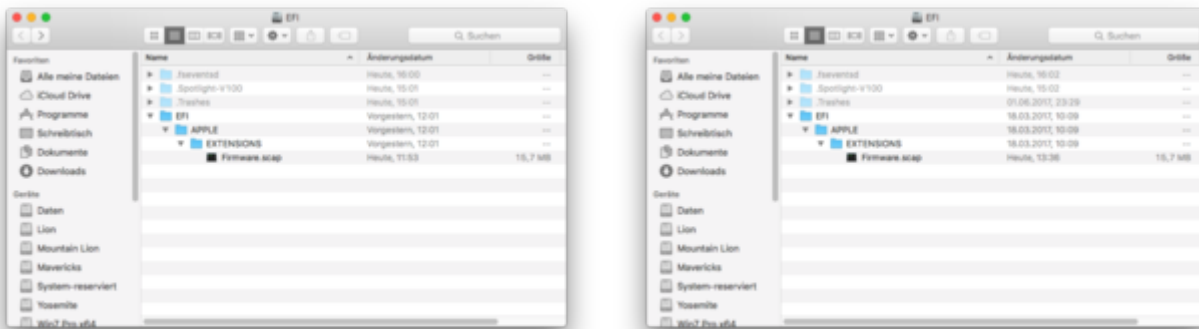 EFI
Suchen
Favoriten
Alle meine Dateien
iCloud Drive
Programme
Schreibtisch
Dokumente
Downloads
Geräte
Daten
Lion
Mountain Lion
Mavericks
System-reserviert
Yosemite
Win7 Pro x64
Name Änderungsdatum Größe
.fseventsd Heute, 16:00 --
.Spotlight-V100 Heute, 15:01 --
.Trashes Heute, 15:01 --
EFI Vorgestern, 12:01 --
APPLE Vorgestern, 12:01 --
EXTENSIONS Vorgestern, 12:01 --
Firmware.scap Heute, 11:53 16,7 MB
EFI
Suchen
Favoriten
Alle meine Dateien
iCloud Drive
Programme
Schreibtisch
Dokumente
Downloads
Geräte
Daten
Lion
Mountain Lion
Mavericks
System-reserviert
Yosemite
Win7 Pro x64
Name Änderungsdatum Größe
.fseventsd Heute, 16:02 --
.Spotlight-V100 Heute, 15:02 --
.Trashes 01.06.2017, 23:29 --
EFI 18.03.2017, 10:09 --
APPLE 18.03.2017, 10:09 --
EXTENSIONS 18.03.2017, 10:09 --
Firmware.scap Heute, 13:36 16,7 MB